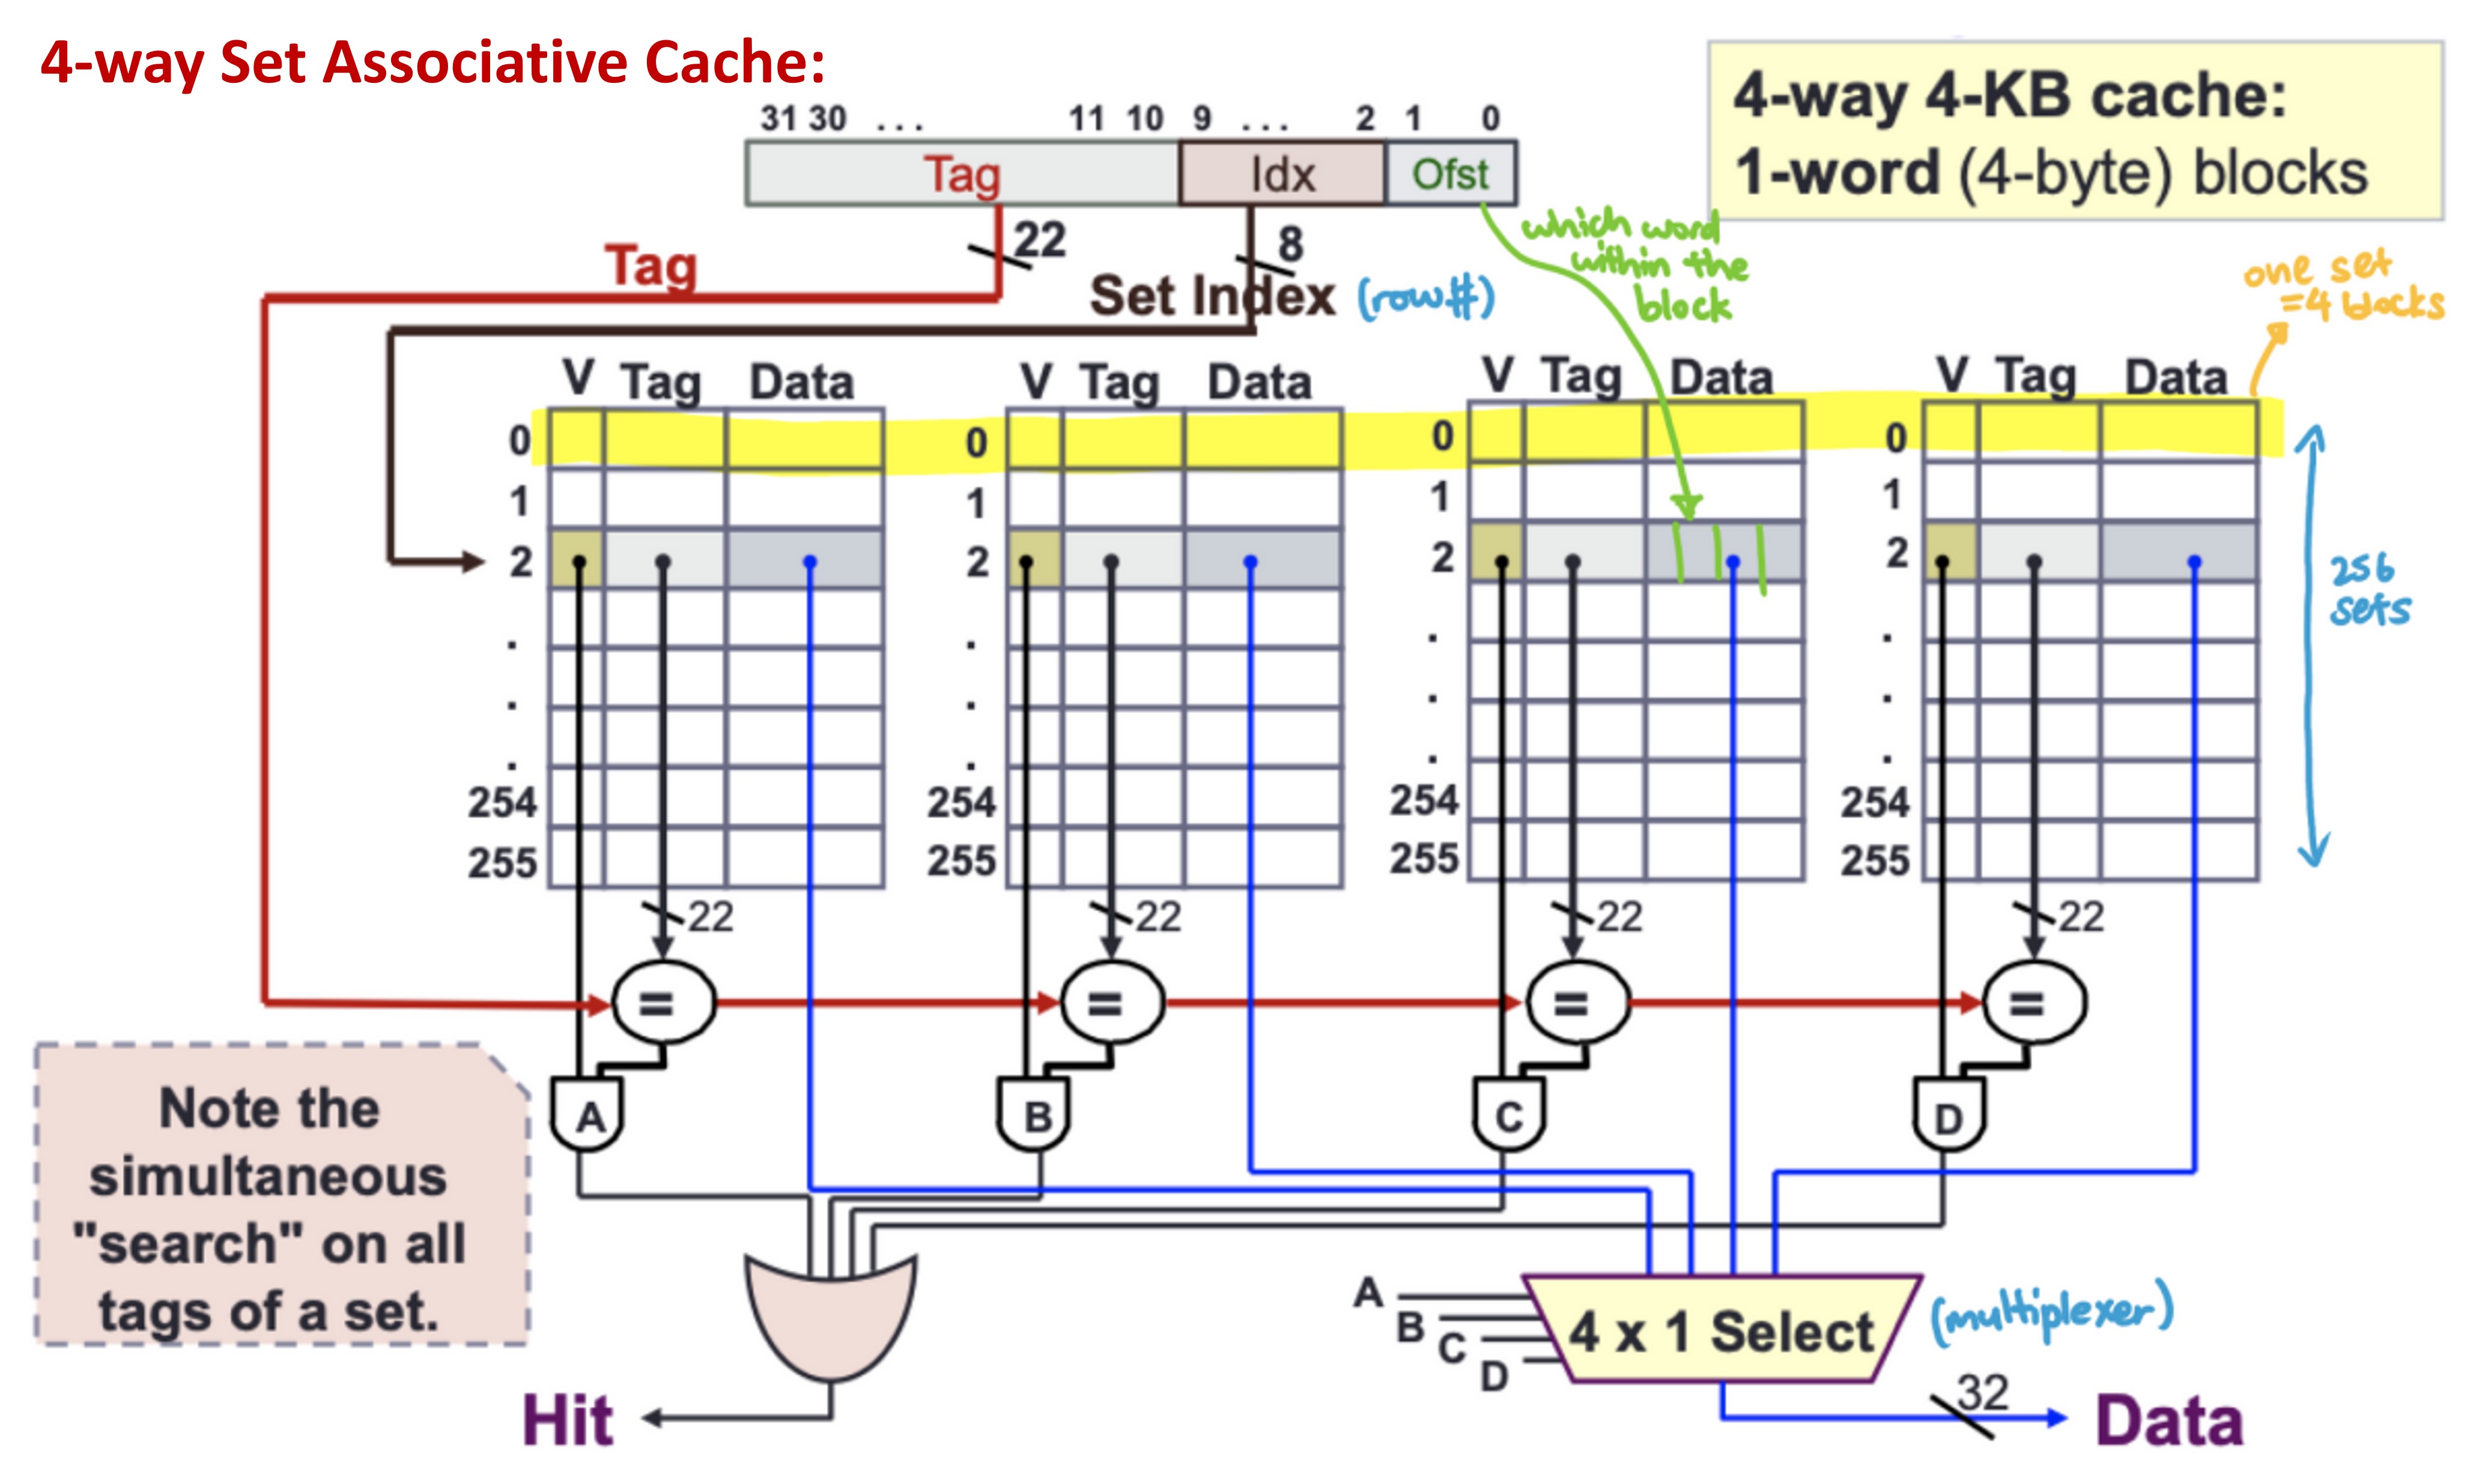 4-way Set Associative Cache:
4-way 4-KB cache:
1-word (4-byte) blocks
31 30 ... 11 10 9 ... 2 1 0
Tag Idx Ofst
22
8
Tag
Set Index (row#)
which word
within the
block
one set
=4 blocks
V Tag Data V Tag Data V Tag Data V Tag Data
0 0 0 0
1 1 1 1
2 2 2 2
. . . .
. . . .
. . . .
254 254 254 254
255 255 255 255
256
sets
22 22 22 22
= = = =
A B C D
Note the
simultaneous
"search" on all
tags of a set.
A
B
C
D
4 x 1 Select
(multiplexer)
32
Hit
Data